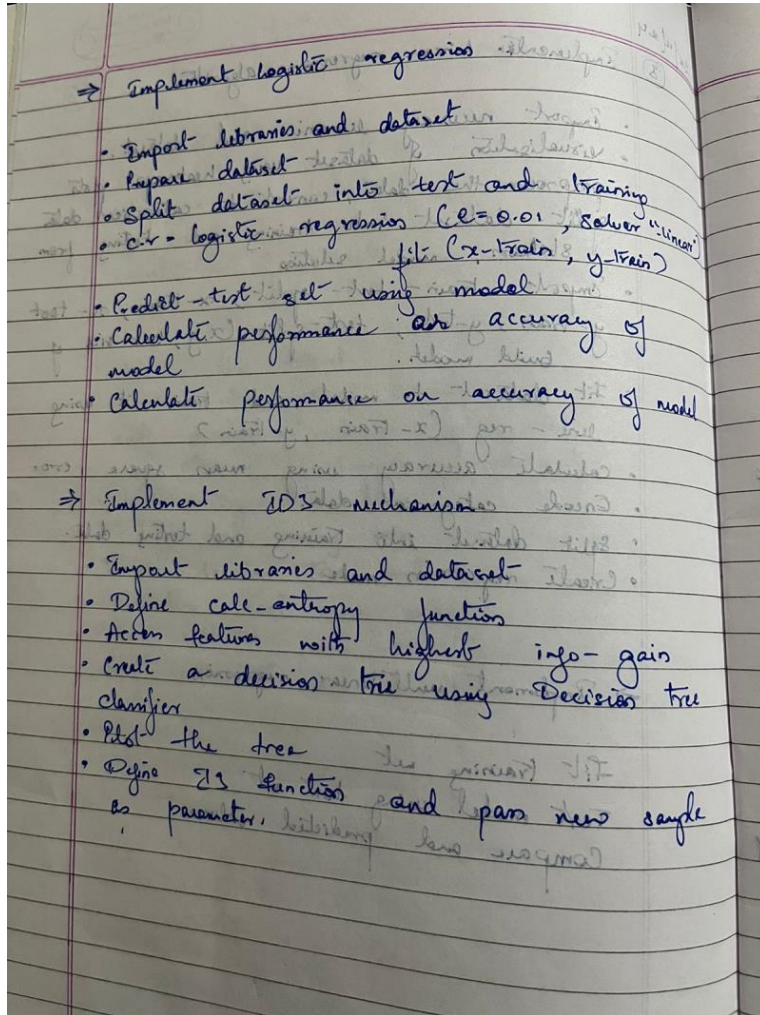 ⇒ Implement logistic regression
• Import libraries and dataset
• Prepare dataset
• Split dataset into test and training
• C.r = logistic regression (C=0.01, solver "=linear")
fit (x-train, y-train)
• Predict-test set using model
• Calculate performance accuracy of
model
• Calculate performance on accuracy of model
⇒ Implement ID3 mechanism
• Import libraries and dataset
• Define calc-entropy function
• Access features with highest info-gain
• Create a decision tree using Decision tree
classifier
• Plot the tree
• Define function and pass new sample
as parameter.